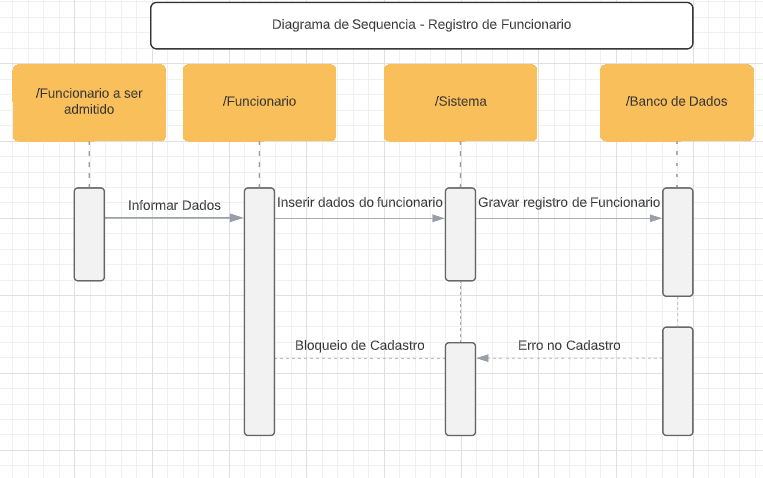 Diagrama de Sequencia - Registro de Funcionario
/Funcionario a ser
admitido
/Funcionario
/Sistema
/Banco de Dados
Informar Dados
Inserir dados do funcionario
Gravar registro de Funcionario
Bloqueio de Cadastro
Erro no Cadastro